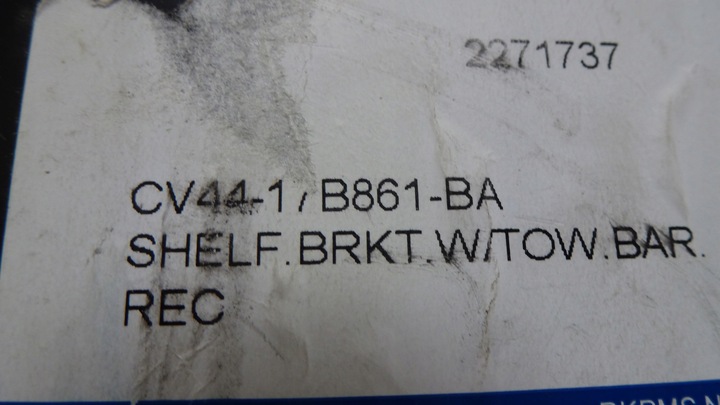 2271737
CV44-17B861-BA
SHELF.BRKT.W/TOW.BAR.
REC